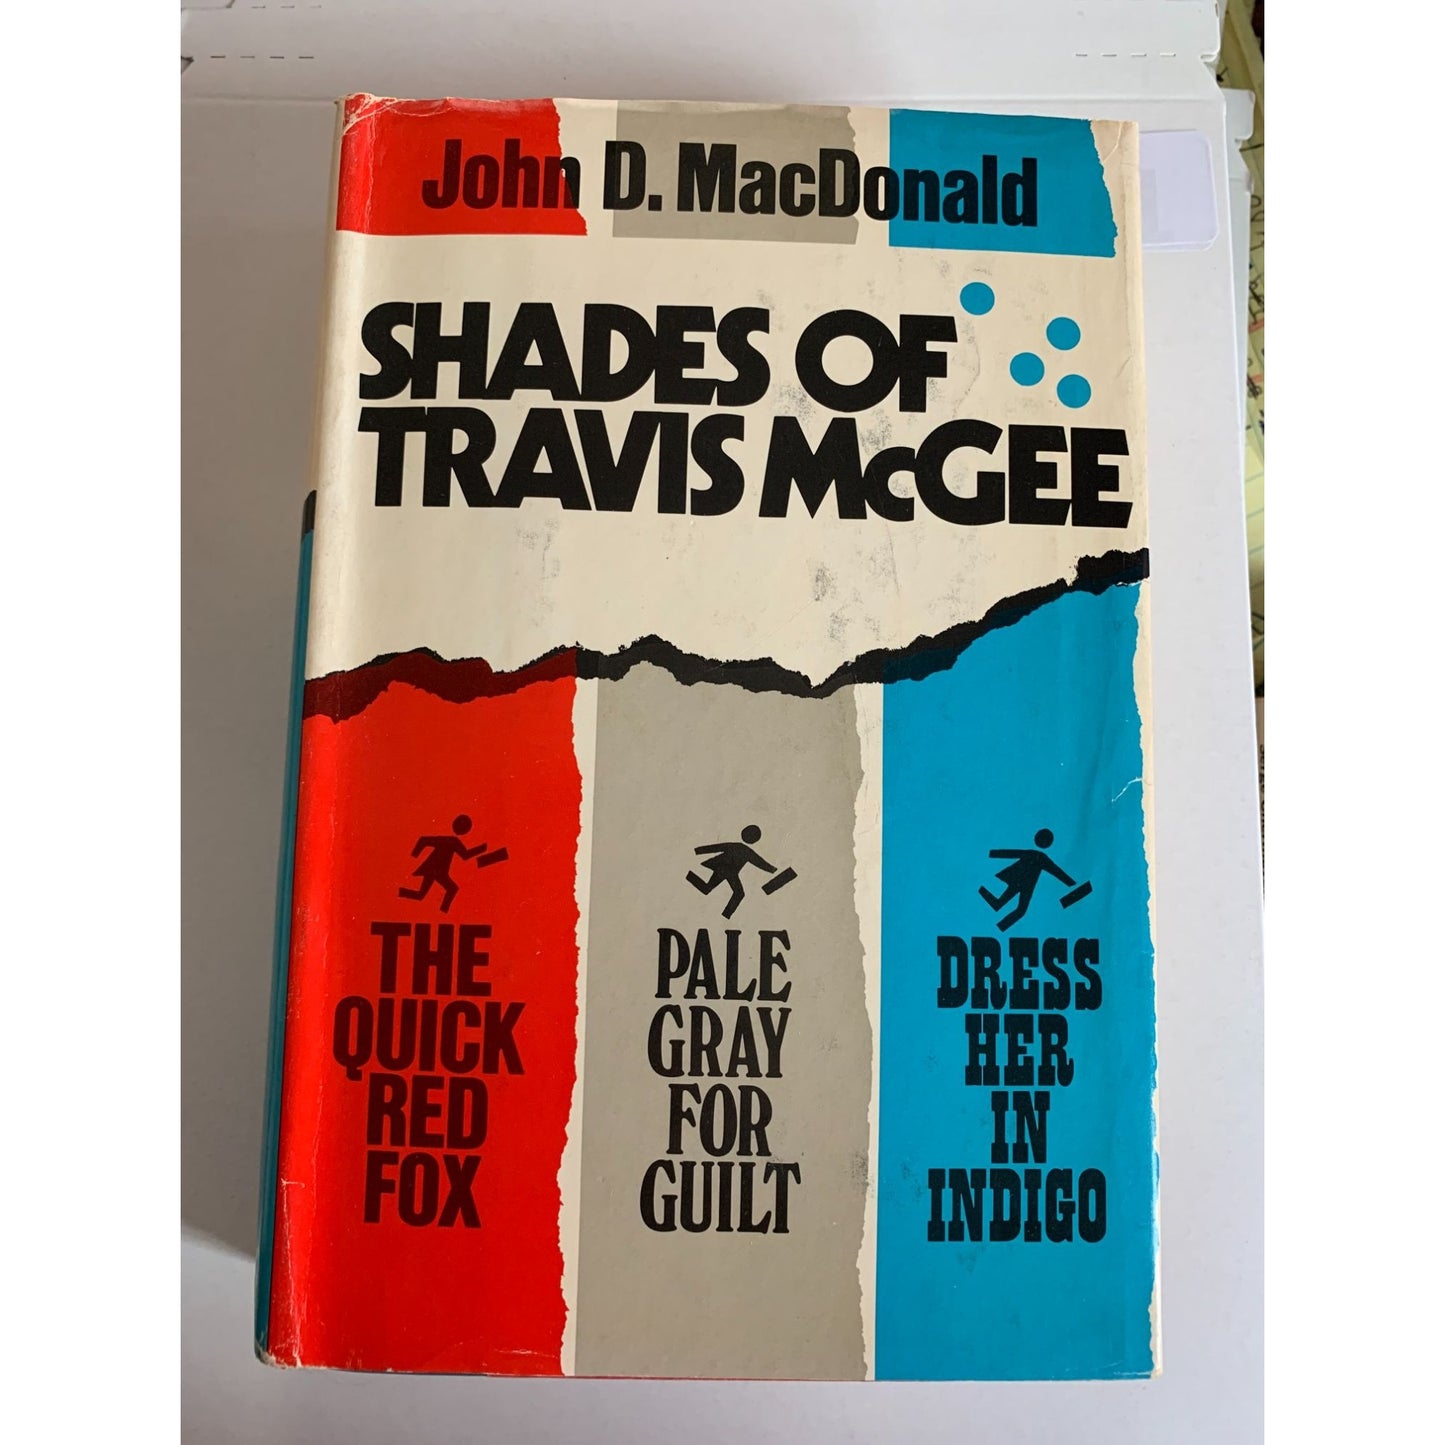 John D. MacDonald
SHADES OF
TRAVIS McGEE
THE
QUICK
RED
FOX
PALE
GRAY
FOR
GUILT
DRESS
HER
IN
INDIGO